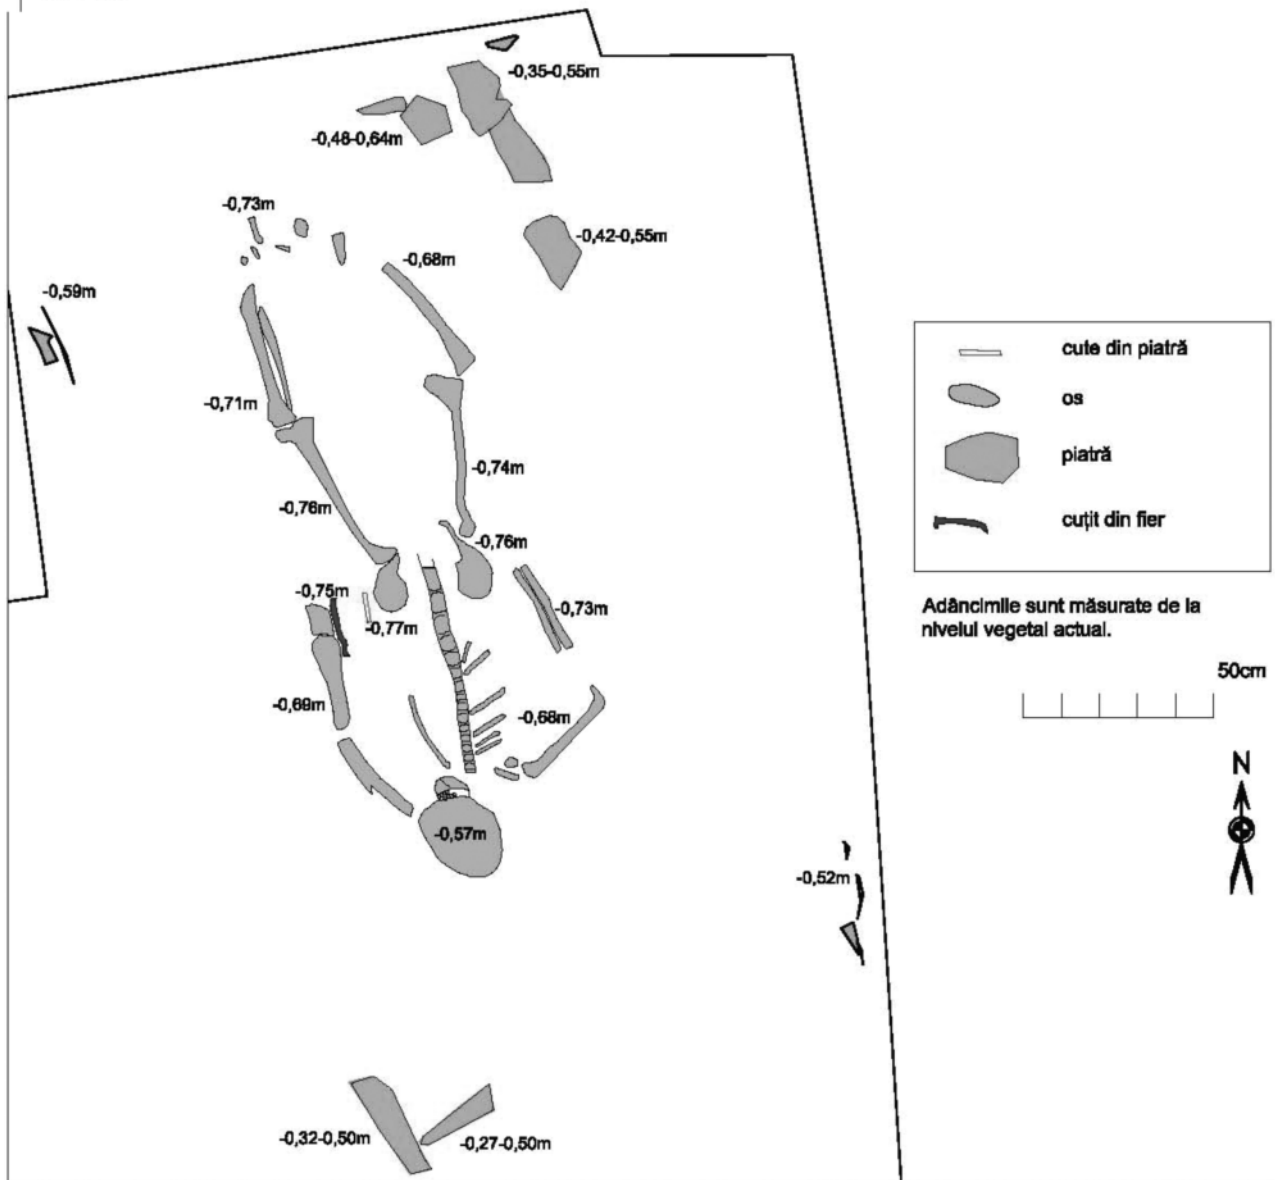 -0,35-0,55m
-0,48-0,64m
-0,73m
-0,42-0,55m
-0,68m
-0,59m
-0,71m
-0,74m
-0,76m
-0,76m
-0,75m
-0,73m
-0,77m
-0,69m
-0,68m
-0,57m
-0,52m
-0,32-0,50m
-0,27-0,50m
cute din piatră
os
piatră
cuțit din fier
Adâncimile sunt măsurate de la
nivelul vegetal actual.
50cm
N